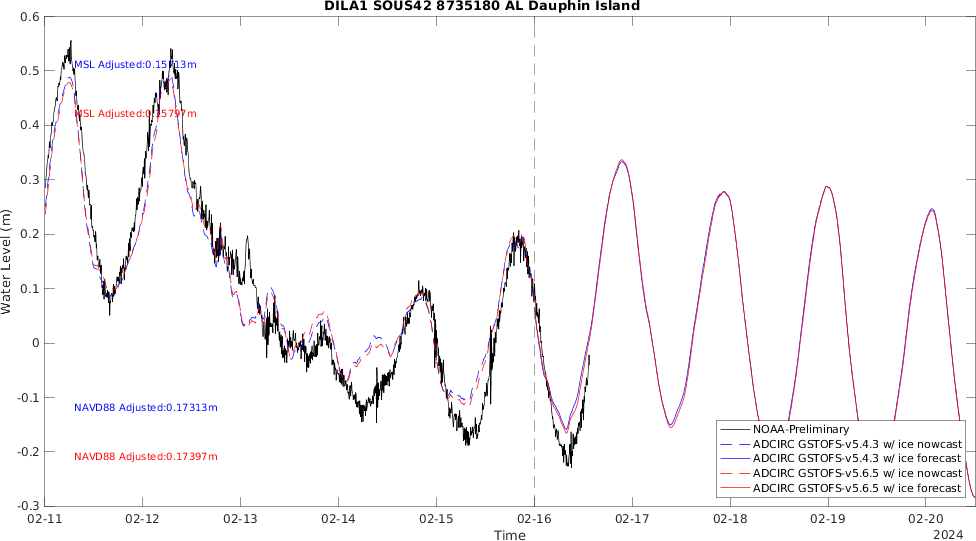 DILA1 SOUS42 8735180 AL Dauphin Island
0.6
0.5
0.4
0.3
0.2
0.1
0
-0.1
-0.2
-0.3
Water Level (m)
MSL Adjusted:0.15713m
MSL Adjusted:0.15797m
NAVD88 Adjusted:0.17313m
NAVD88 Adjusted:0.17397m
NOAA-Preliminary
ADCIRC GSTOFS-v5.4.3 w/ ice nowcast
ADCIRC GSTOFS-v5.4.3 w/ ice forecast
ADCIRC GSTOFS-v5.6.5 w/ ice nowcast
ADCIRC GSTOFS-v5.6.5 w/ ice forecast
02-11 02-12 02-13 02-14 02-15 02-16 02-17 02-18 02-19 02-20
Time
2024